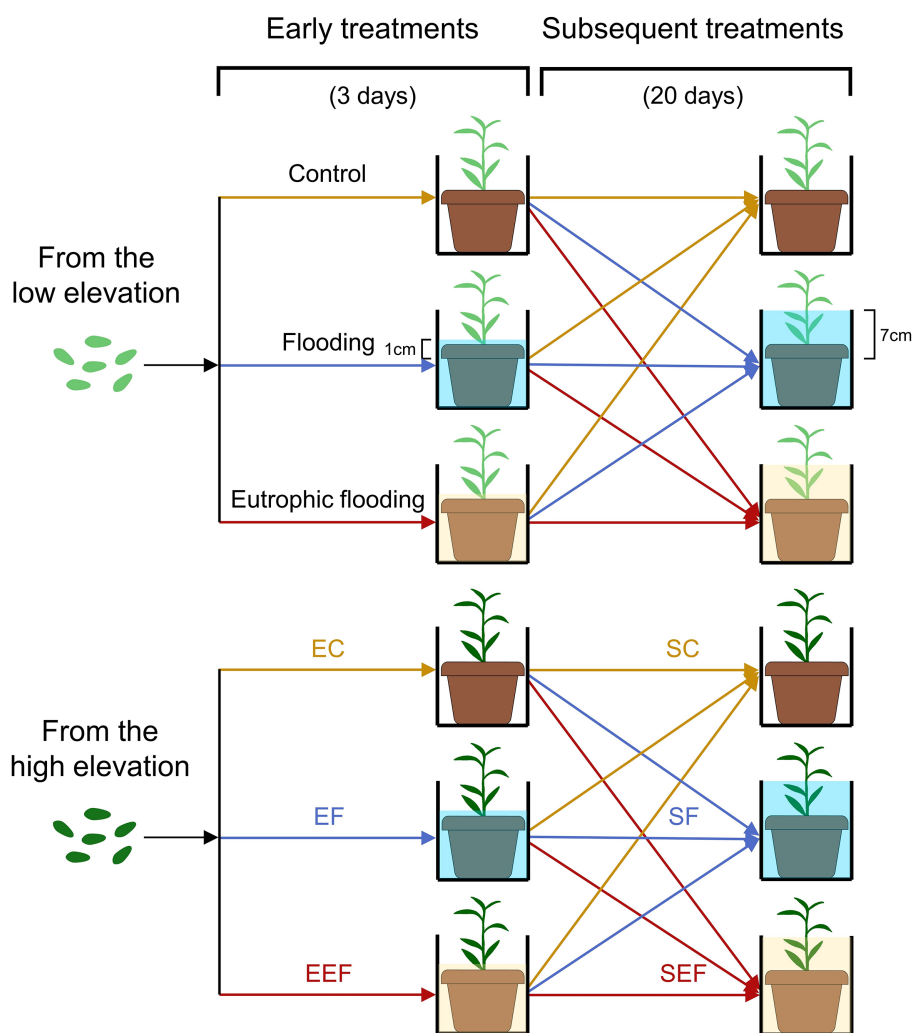 Early treatments
Subsequent treatments
(3 days)
(20 days)
Control
From the
low elevation
Flooding
1cm
7cm
Eutrophic flooding
EC
SC
From the
high elevation
EF
SF
EEF
SEF